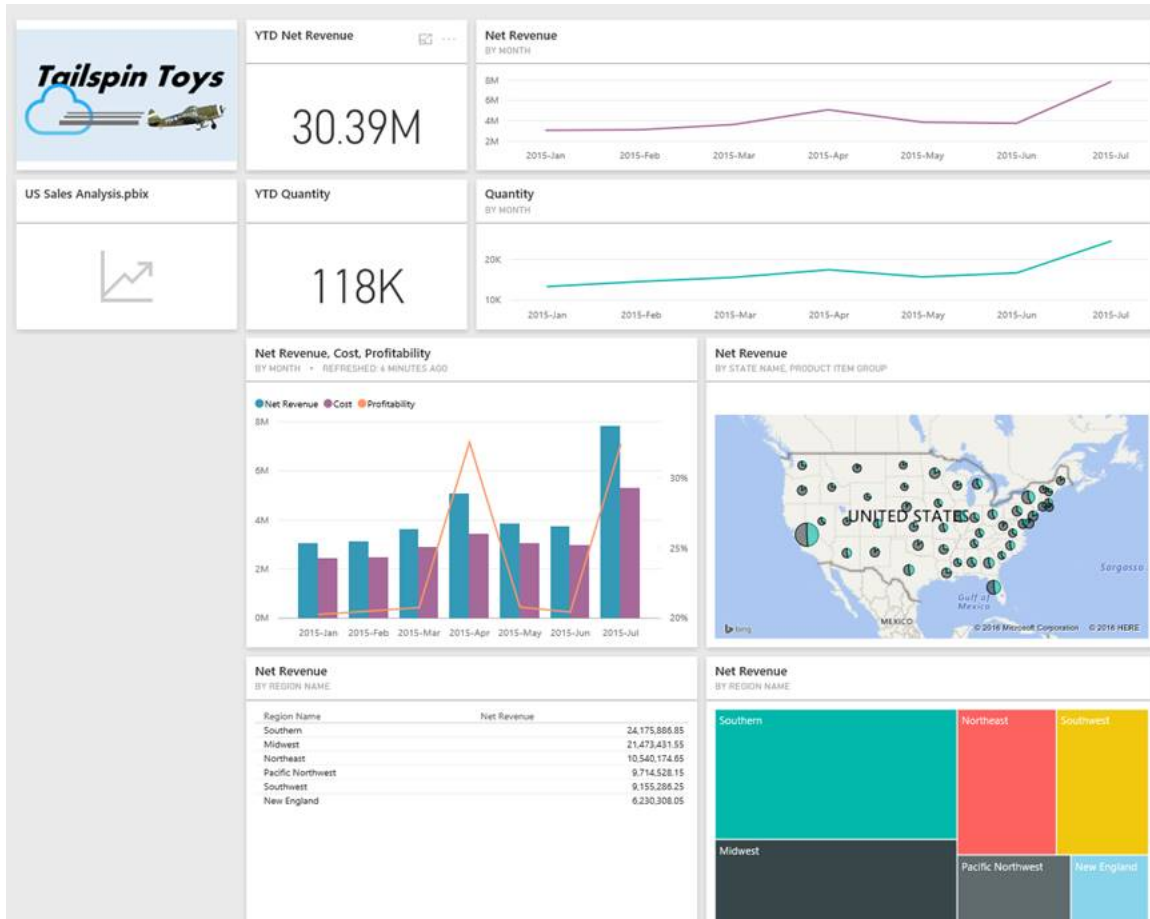 Tailspin Toys
YTD Net Revenue
30.39M
Net Revenue
BY MONTH
8M
6M
4M
2M
2015-Jan 2015-Feb 2015-Mar 2015-Apr 2015-May 2015-Jun 2015-Jul
US Sales Analysis.pbix
YTD Quantity
118K
Quantity
BY MONTH
20K
10K
2015-Jan 2015-Feb 2015-Mar 2015-Apr 2015-May 2015-Jun 2015-Jul
Net Revenue, Cost, Profitability
BY MONTH • REFRESHED: 6 MINUTES AGO
Net Revenue Cost Profitability
8M
6M 30%
4M 25%
2M
0M 20%
2015-Jan 2015-Feb 2015-Mar 2015-Apr 2015-May 2015-Jun 2015-Jul
Net Revenue
BY STATE NAME, PRODUCT ITEM GROUP
UNITED STATES
Sargasso
Gulf of
Mexico
MEXICO
bing © 2016 Microsoft Corporation © 2016 HERE
Net Revenue
BY REGION NAME
Region Name Net Revenue
Southern 24,175,886.85
Midwest 21,473,431.55
Northeast 10,540,174.65
Pacific Northwest 9,714,528.15
Southwest 9,155,286.25
New England 6,230,308.05
Net Revenue
BY REGION NAME
Southern Northeast Southwest
Midwest
Pacific Northwest New England